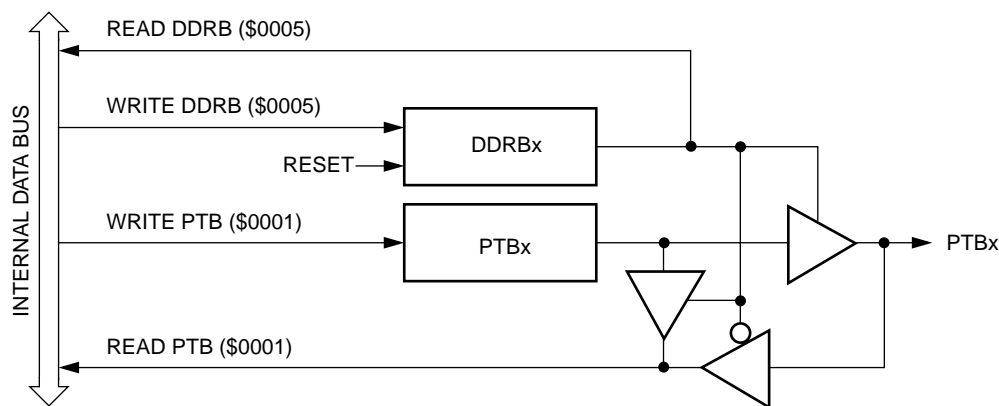 READ DDRB ($0005)
WRITE DDRB ($0005)
DDRBx
RESET
WRITE PTB ($0001)
PTBx
PTBx
READ PTB ($0001)
INTERNAL DATA BUS